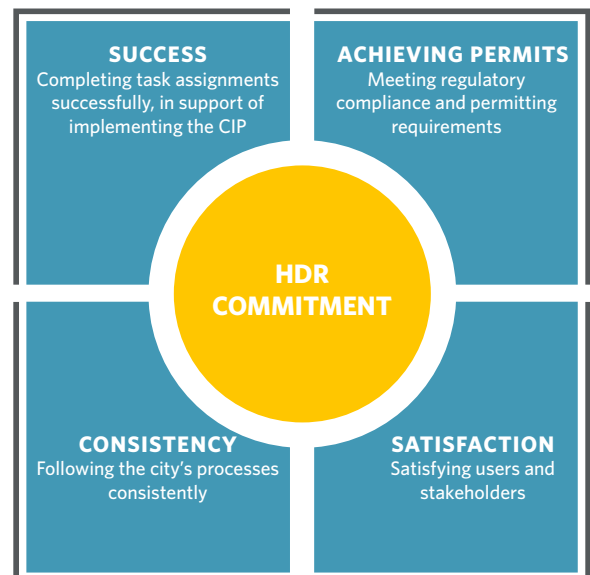 SUCCESS
Completing task assignments
successfully, in support of
implementing the CIP
ACHIEVING PERMITS
Meeting regulatory
compliance and permitting
requirements
HDR
COMMITMENT
CONSISTENCY
Following the city’s processes
consistently
SATISFACTION
Satisfying users and
stakeholders